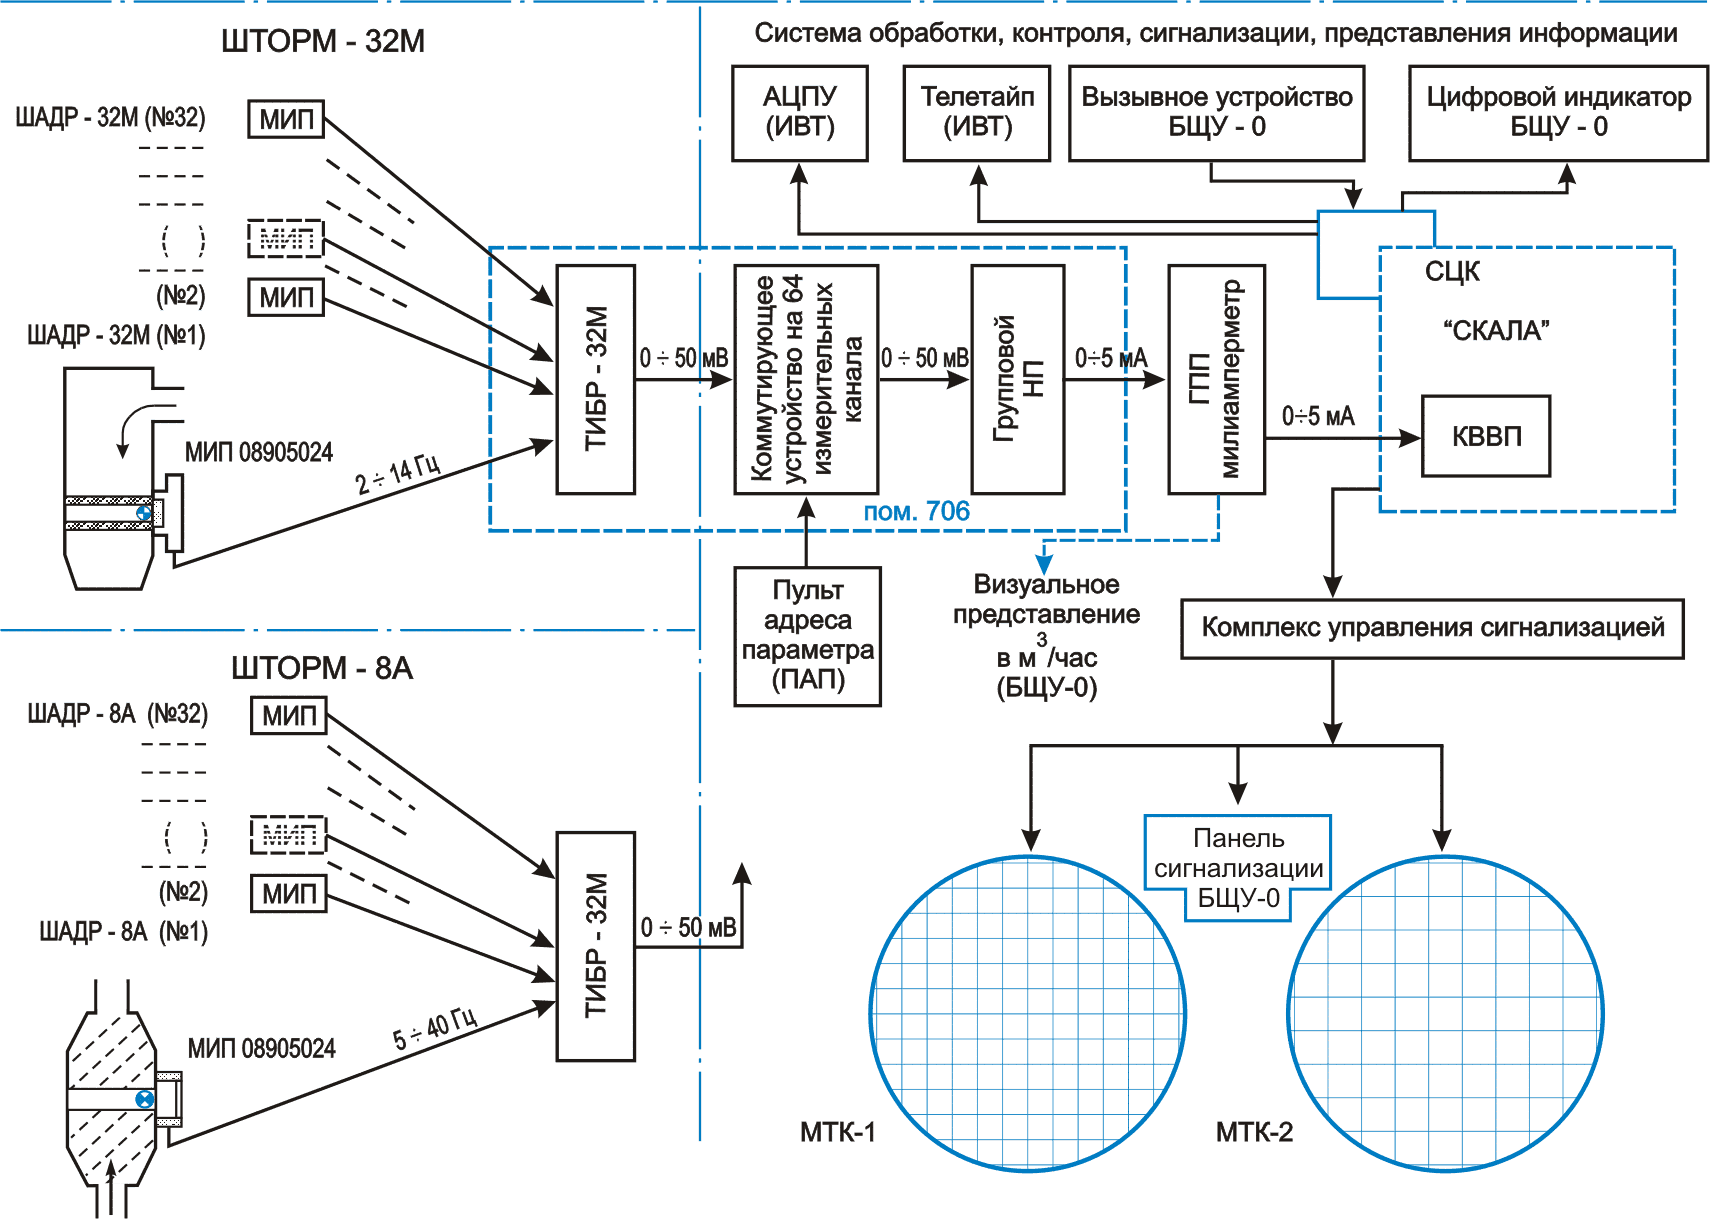 ШТОРМ - 32М
ШАДР - 32М (№32)
МИП
МИП
(№2)
МИП
ШАДР - 32М (№1)
МИП 08905024
2 ÷ 14 Гц
ТИБР - 32М
0 ÷ 50 мВ
Система обработки, контроля, сигнализации, представления информации
АЦПУ
(ИВТ)
Телетайп
(ИВТ)
Вызывное устройство
БЩУ - 0
Цифровой индикатор
БЩУ - 0
Коммутирующее
устройство на 64
измерительных
канала
0 ÷ 50 мВ
Групповой
НП
0÷5 мА
ГПП
милиамперметр
0÷5 мА
СЦК
“СКАЛА”
КВВП
пом. 706
Пульт
адреса
параметра
(ПАП)
Визуальное
представление
в м³/час
(БЩУ-0)
Комплекс управления сигнализацией
Панель
сигнализации
БЩУ-0
МТК-1
МТК-2
ШТОРМ - 8А
ШАДР - 8А (№32)
МИП
МИП
(№2)
МИП
ШАДР - 8А (№1)
МИП 08905024
5 ÷ 40 Гц
ТИБР - 32М
0 ÷ 50 мВ